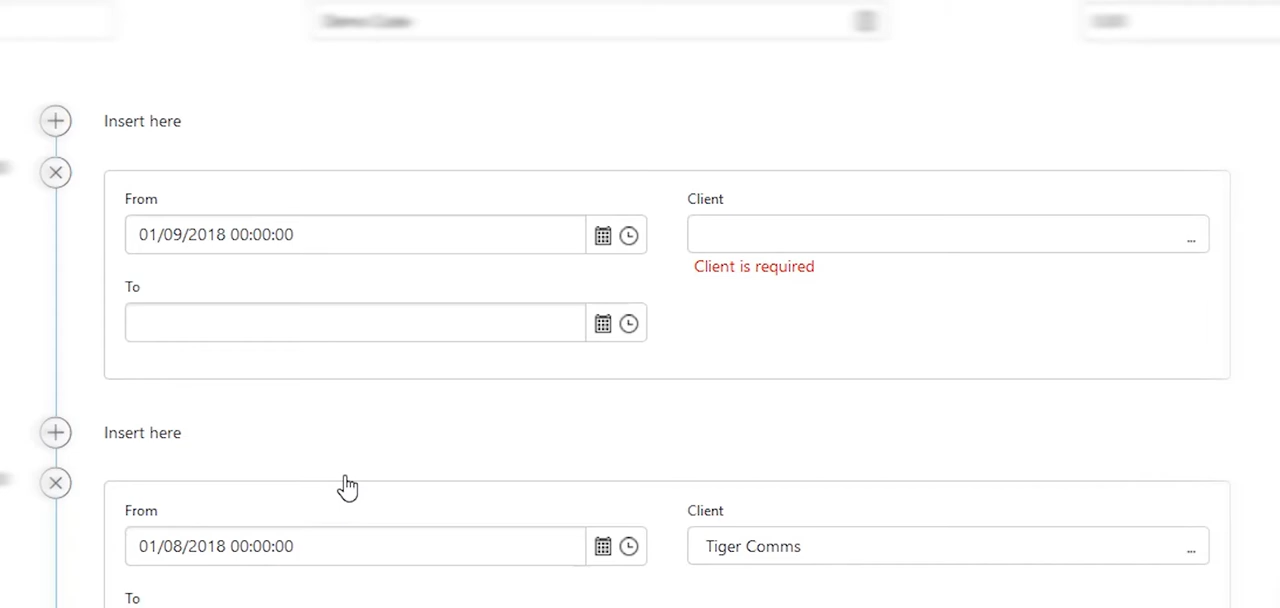 Insert here
From
Client
01/09/2018 00:00:00
...
Client is required
To
Insert here
From
Client
01/08/2018 00:00:00
Tiger Comms
...
To